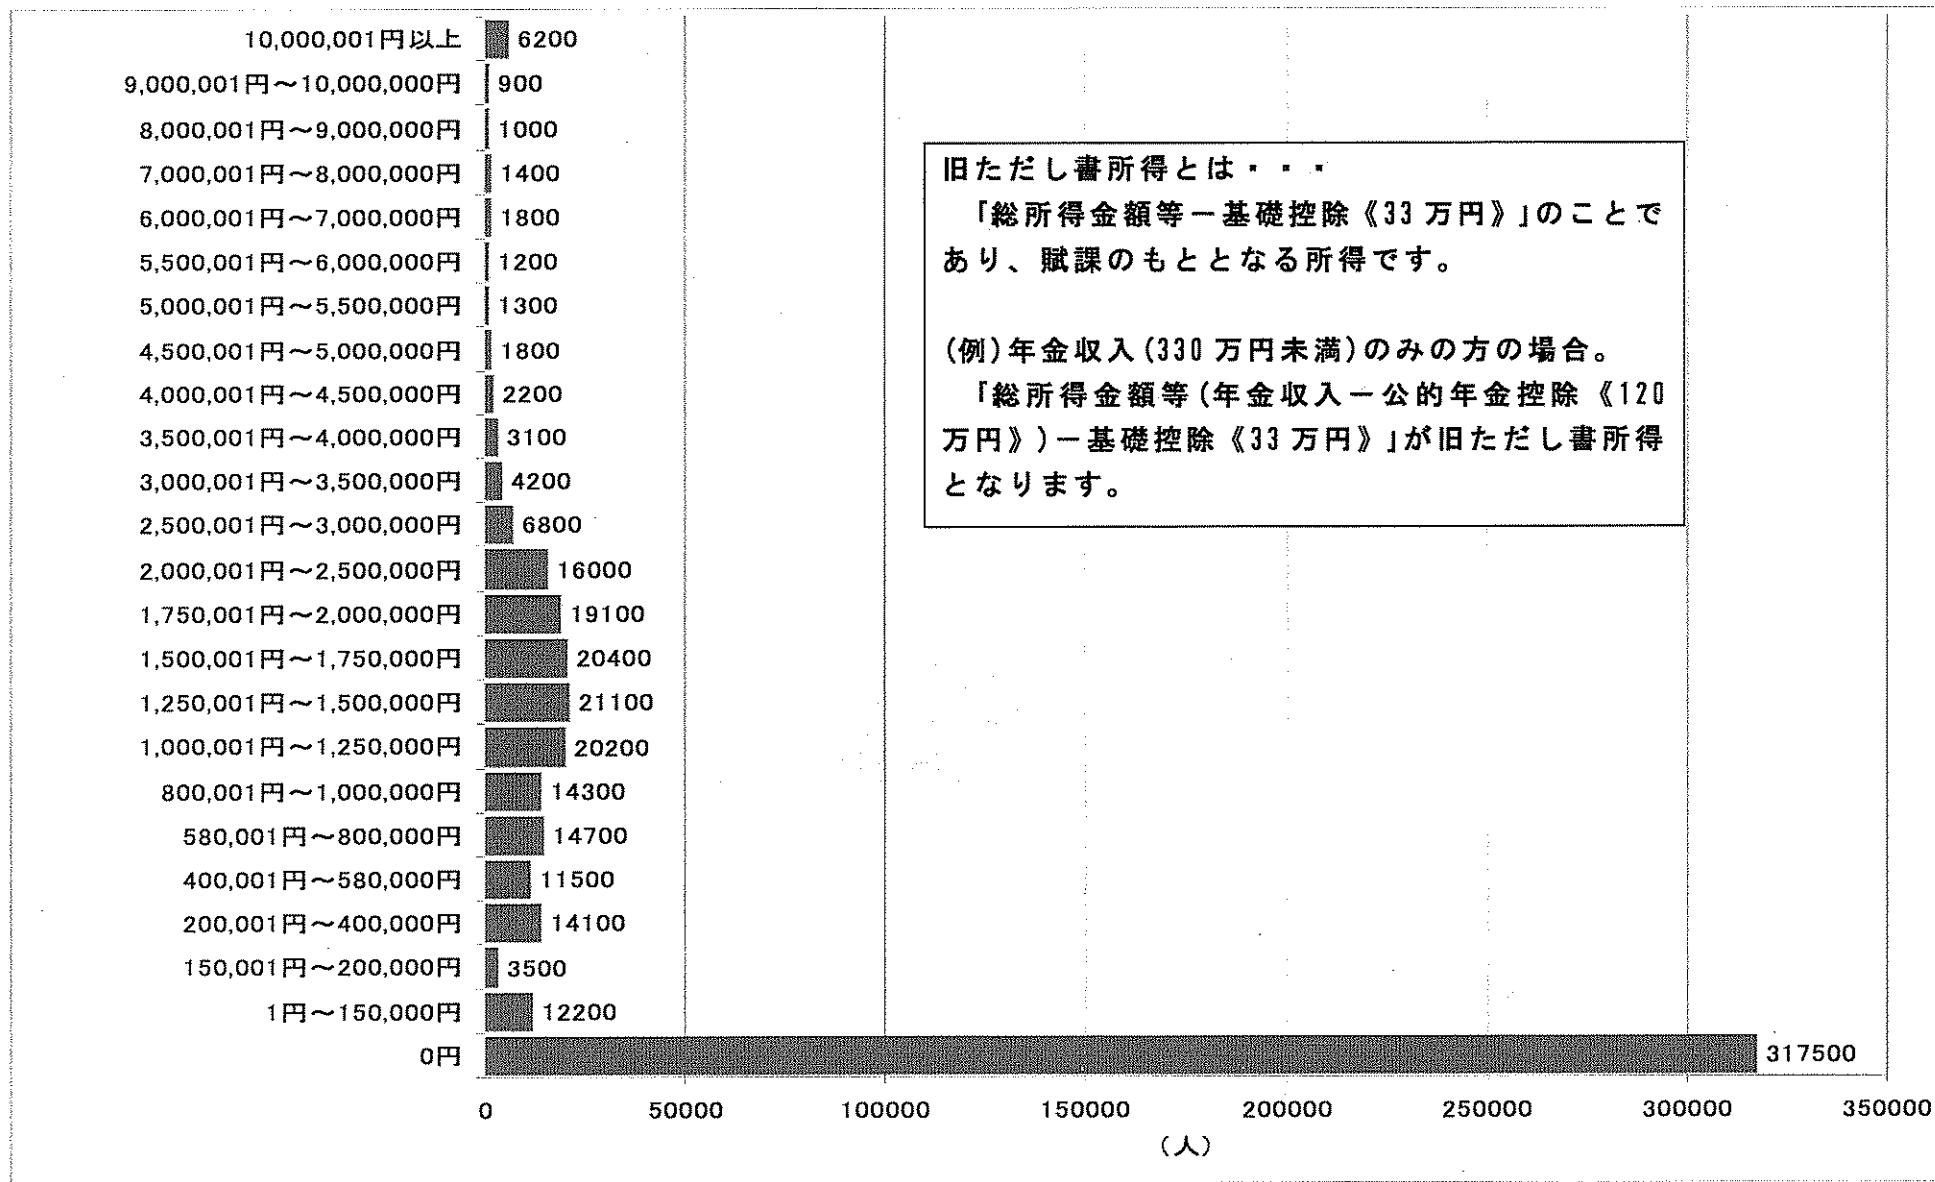 10,000,001円以上 6200
9,000,001円～10,000,000円 900
8,000,001円～9,000,000円 1000
7,000,001円～8,000,000円 1400
6,000,001円～7,000,000円 1800
5,500,001円～6,000,000円 1200
5,000,001円～5,500,000円 1300
4,500,001円～5,000,000円 1800
4,000,001円～4,500,000円 2200
3,500,001円～4,000,000円 3100
3,000,001円～3,500,000円 4200
2,500,001円～3,000,000円 6800
2,000,001円～2,500,000円 16000
1,750,001円～2,000,000円 19100
1,500,001円～1,750,000円 20400
1,250,001円～1,500,000円 21100
1,000,001円～1,250,000円 20200
800,001円～1,000,000円 14300
580,001円～800,000円 14700
400,001円～580,000円 11500
200,001円～400,000円 14100
150,001円～200,000円 3500
1円～150,000円 12200
0円 317500
0 50000 100000 150000 200000 250000 300000 350000
（人）
旧ただし書所得とは・・・
「総所得金額等－基礎控除《33万円》」のことで
あり、賦課のもととなる所得です。
(例)年金収入(330万円未満)のみの方の場合。
「総所得金額等(年金収入－公的年金控除《120
万円》)－基礎控除《33万円》」が旧ただし書所得
となります。